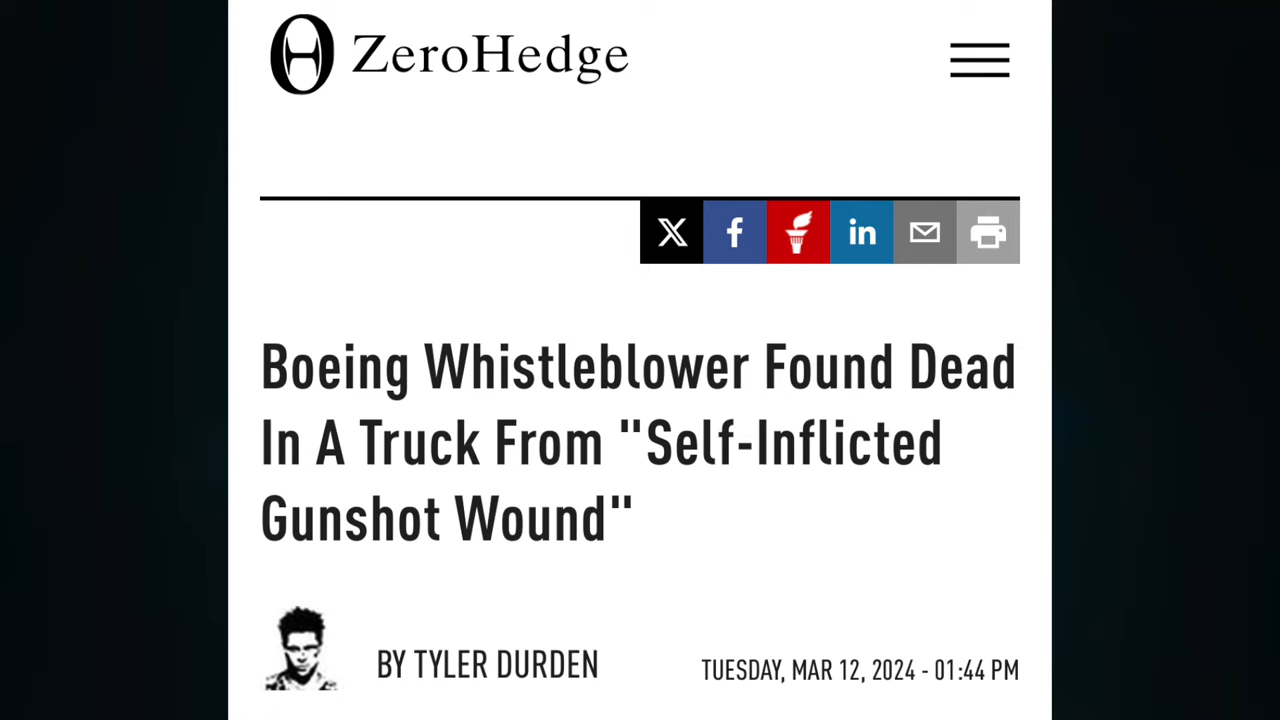 ZeroHedge
X f in
Boeing Whistleblower Found Dead
In A Truck From "Self-Inflicted
Gunshot Wound"
BY TYLER DURDEN
TUESDAY, MAR 12, 2024 - 01:44 PM